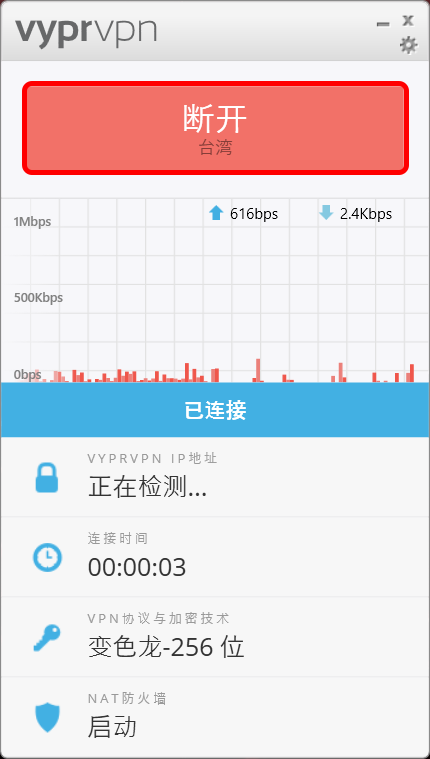 vyprvpn
断开
台湾
616bps 2.4Kbps
1Mbps
500Kbps
0bps
已连接
VYPRVPN IP地址
正在检测...
连接时间
00:00:03
VPN协议与加密技术
变色龙-256 位
NAT防火墙
启动